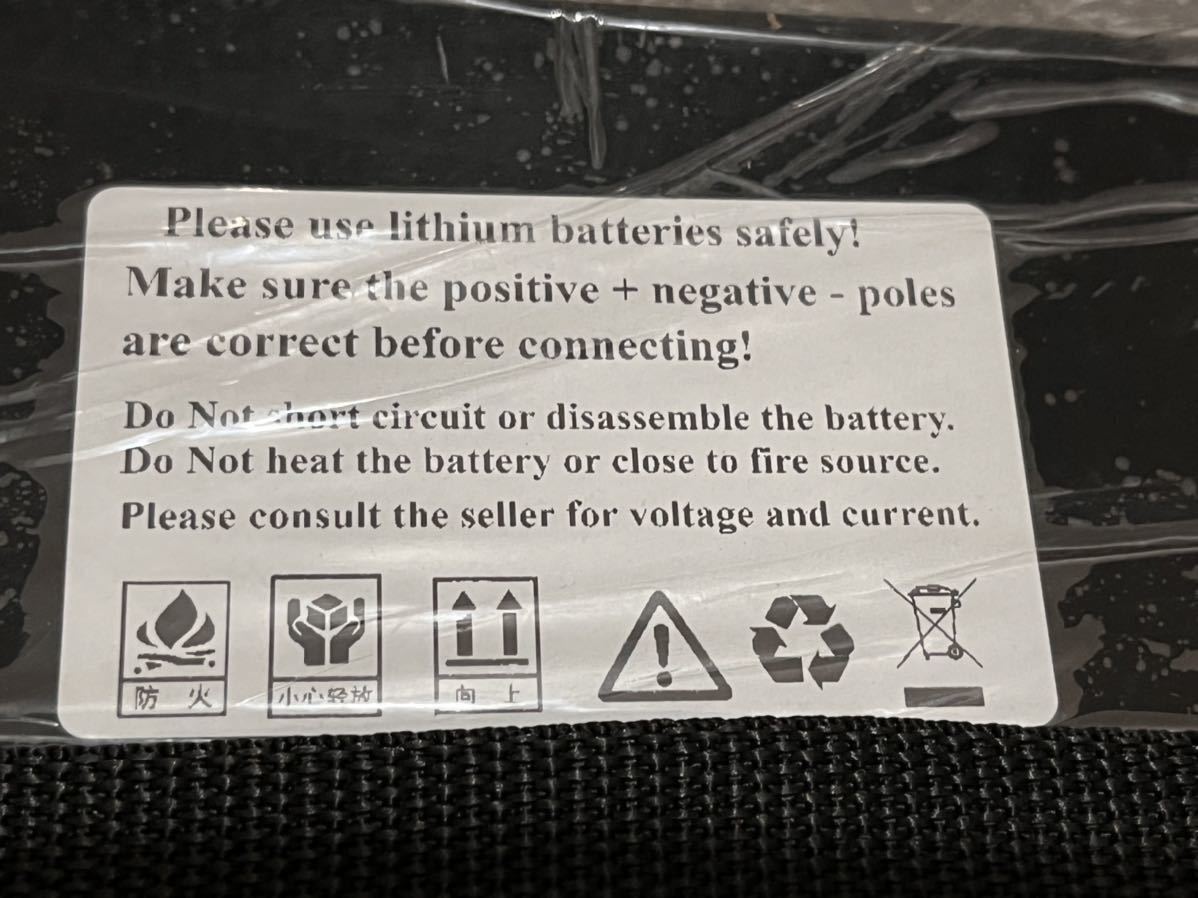 Please use lithium batteries safely!
Make sure the positive + negative - poles
are correct before connecting!
Do Not short circuit or disassemble the battery.
Do Not heat the battery or close to fire source.
Please consult the seller for voltage and current.
防 火
小心轻放
向 上